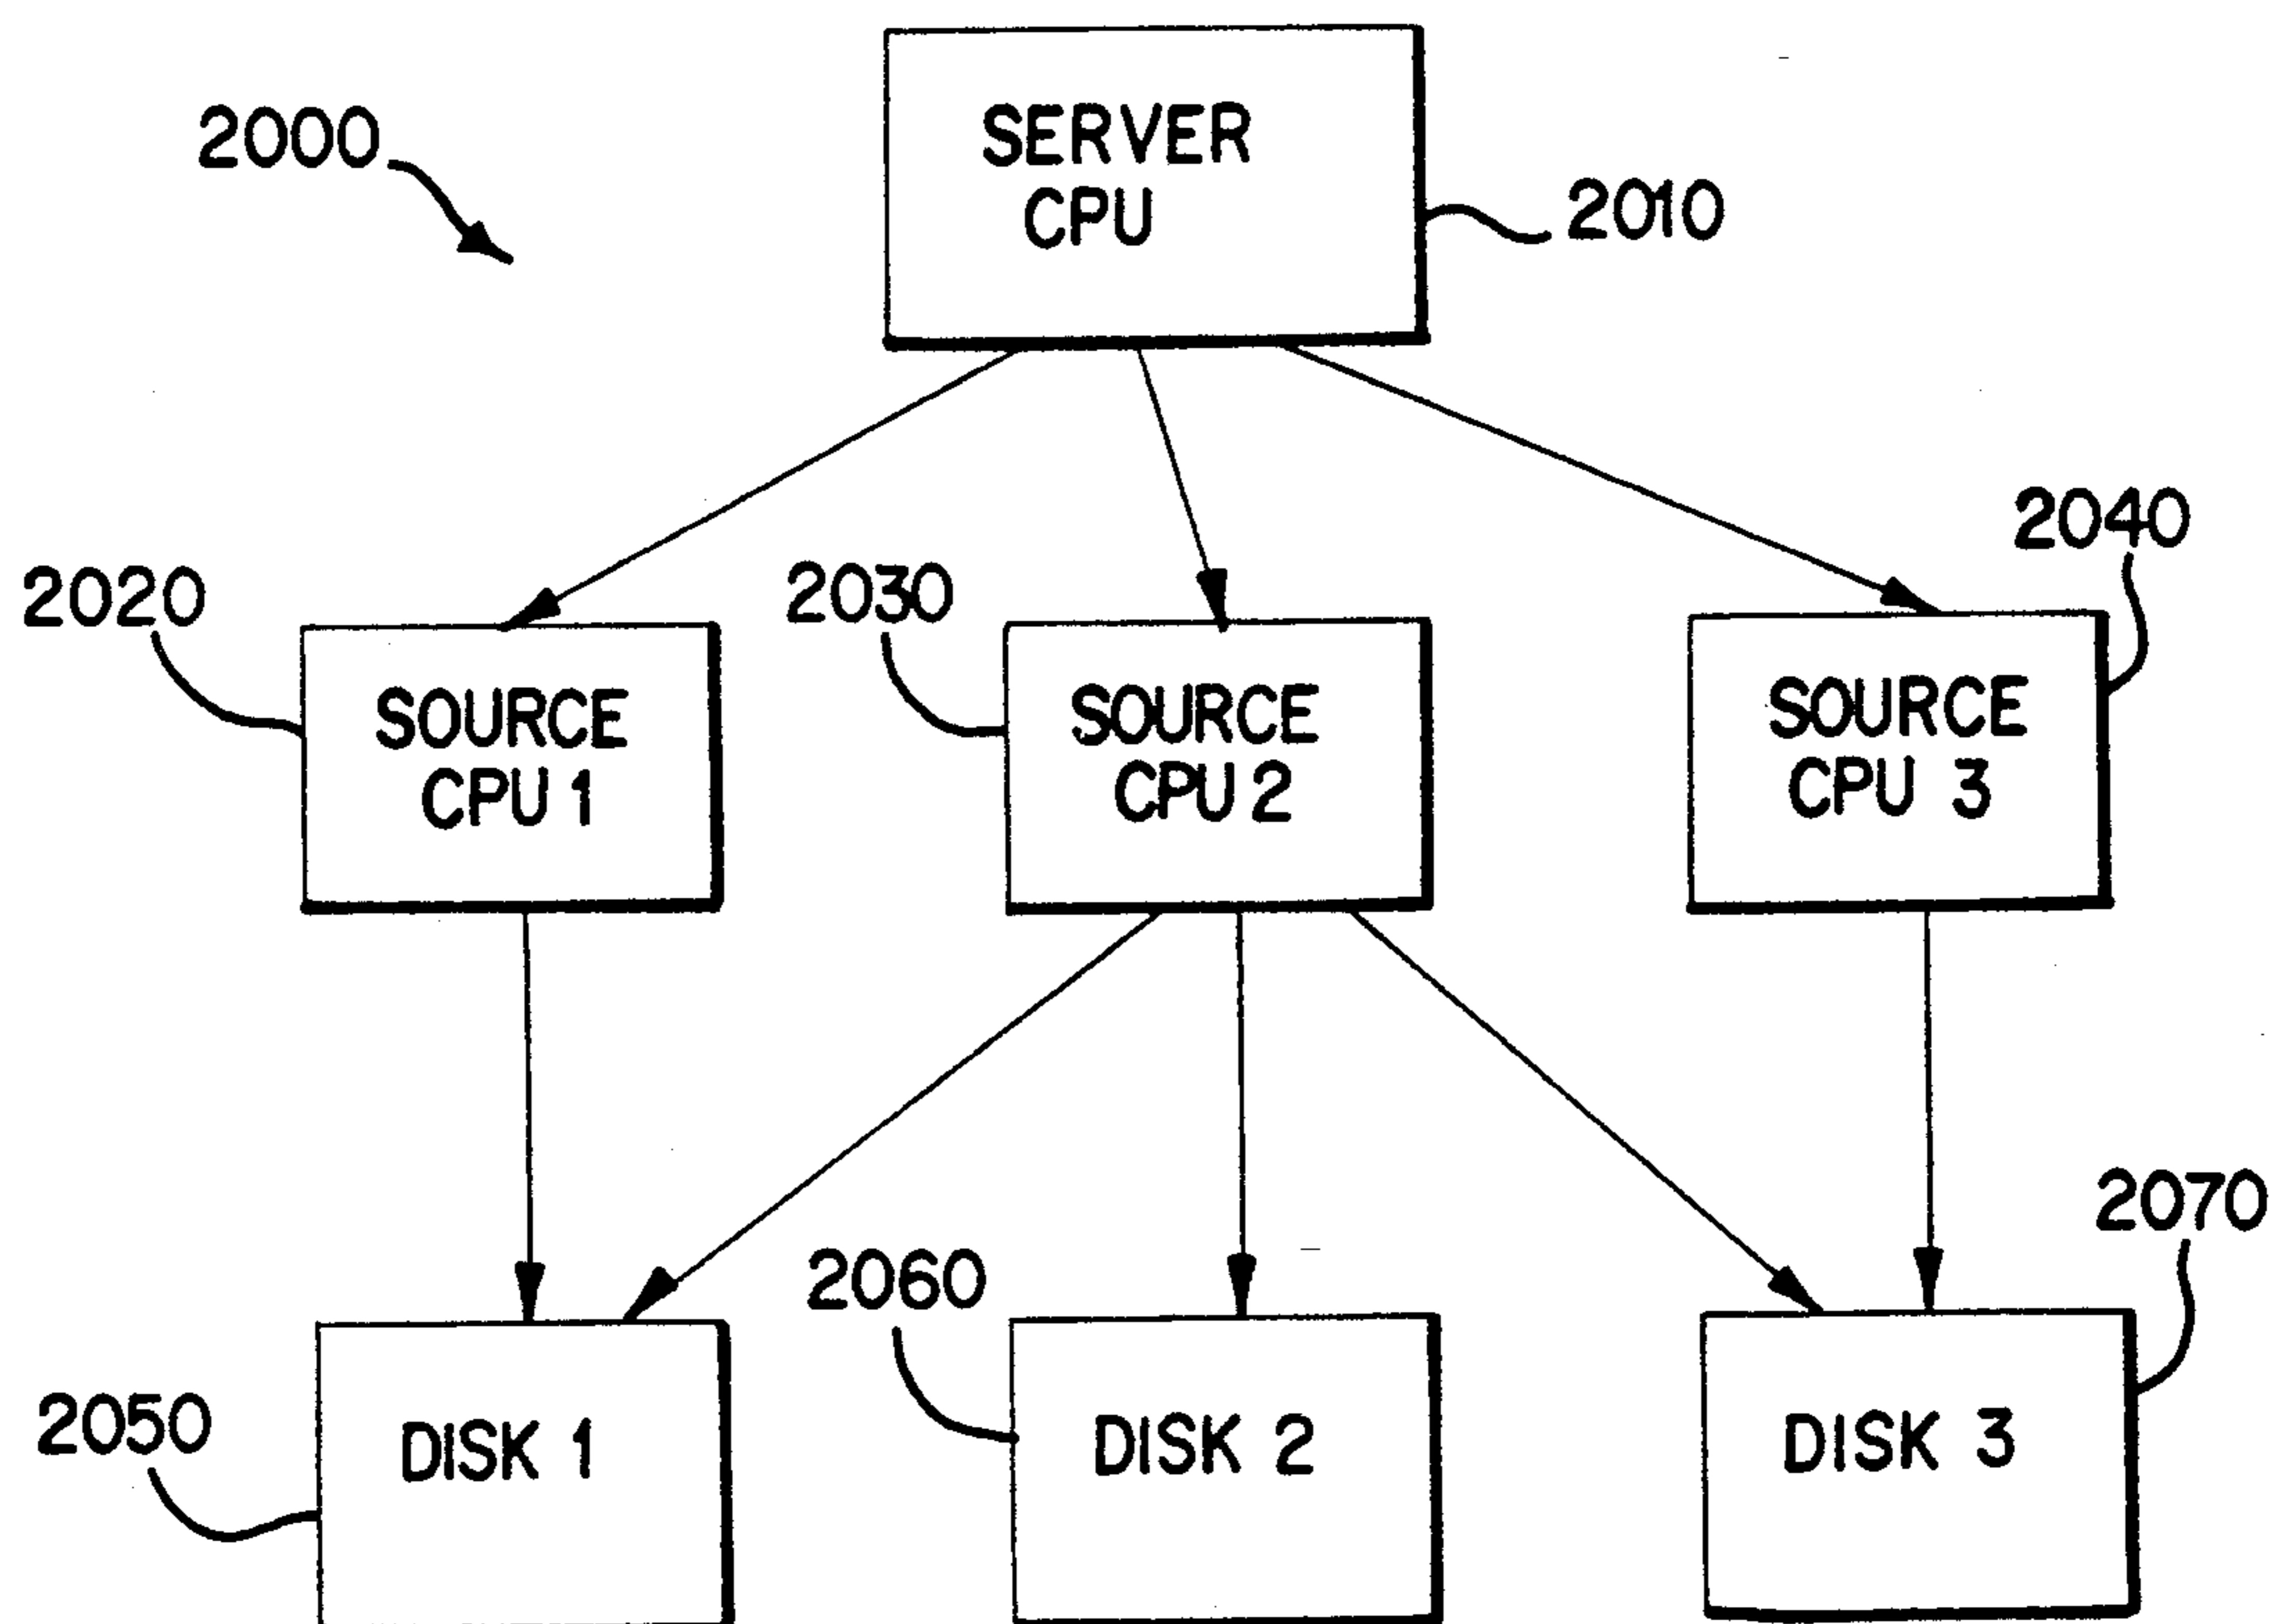 2000
SERVER
CPU
2010
2020
2030
2040
SOURCE
CPU 1
SOURCE
CPU 2
SOURCE
CPU 3
2050
2060
2070
DISK 1
DISK 2
DISK 3